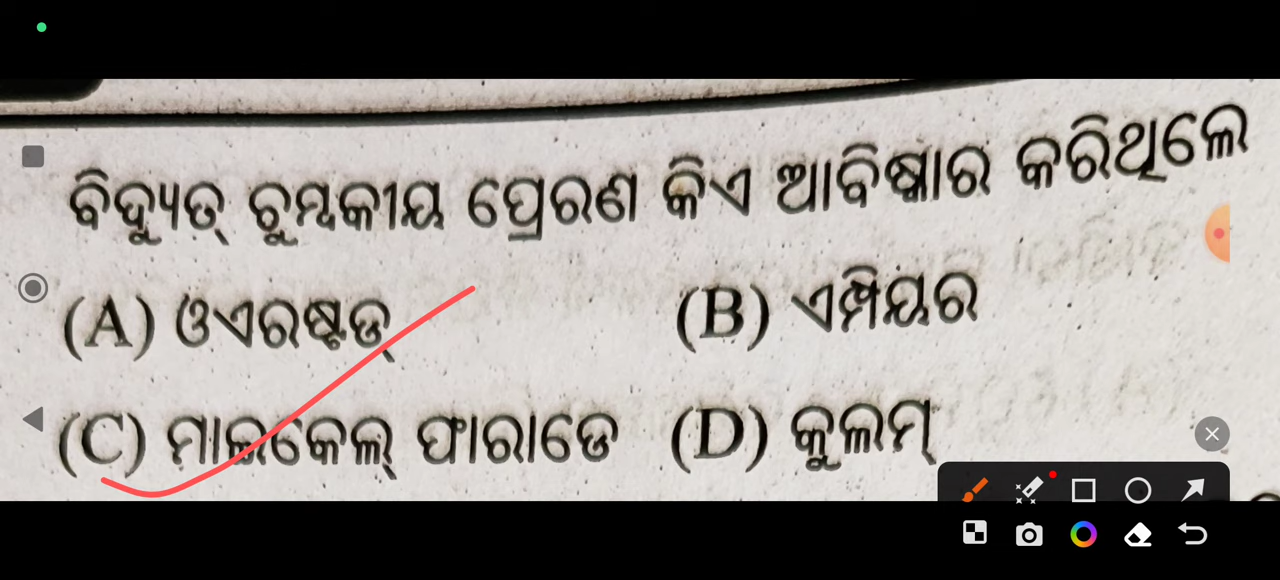 ବିଦ୍ୟୁତ୍ ଚୁମ୍ବକୀୟ ପ୍ରେରଣ କିଏ ଆବିଷ୍କାର କରିଥିଲେ
(A) ଓଏରଷ୍ଟଡ୍ (B) ଏମ୍ପିୟର
(C) ମାଇକେଲ୍ ଫାରାଡେ (D) କୁଲମ୍